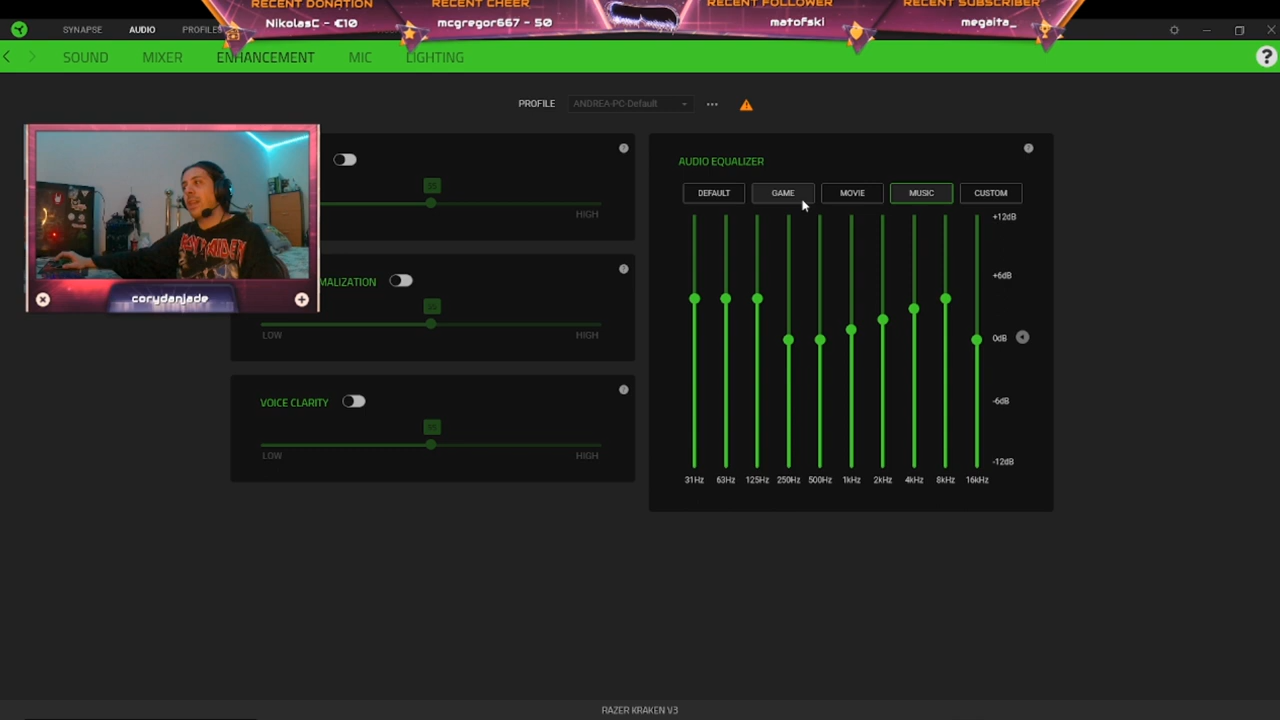 RECENT DONATION
NikolasC - €10
RECENT CHEER
mcgregor667 - 50
RECENT FOLLOWER
matofski
RECENT SUBSCRIBER
megaita_
SYNAPSE AUDIO PROFILES
SOUND MIXER ENHANCEMENT MIC LIGHTING
?
PROFILE ANDREA-PC-Default
corydanjade
HIGH
MALIZATION
LOW HIGH
VOICE CLARITY
LOW HIGH
AUDIO EQUALIZER
DEFAULT GAME MOVIE MUSIC CUSTOM
+12dB
+6dB
0dB
-6dB
-12dB
31Hz 63Hz 125Hz 250Hz 500Hz 1kHz 2kHz 4kHz 8kHz 16kHz
RAZER KRAKEN V3